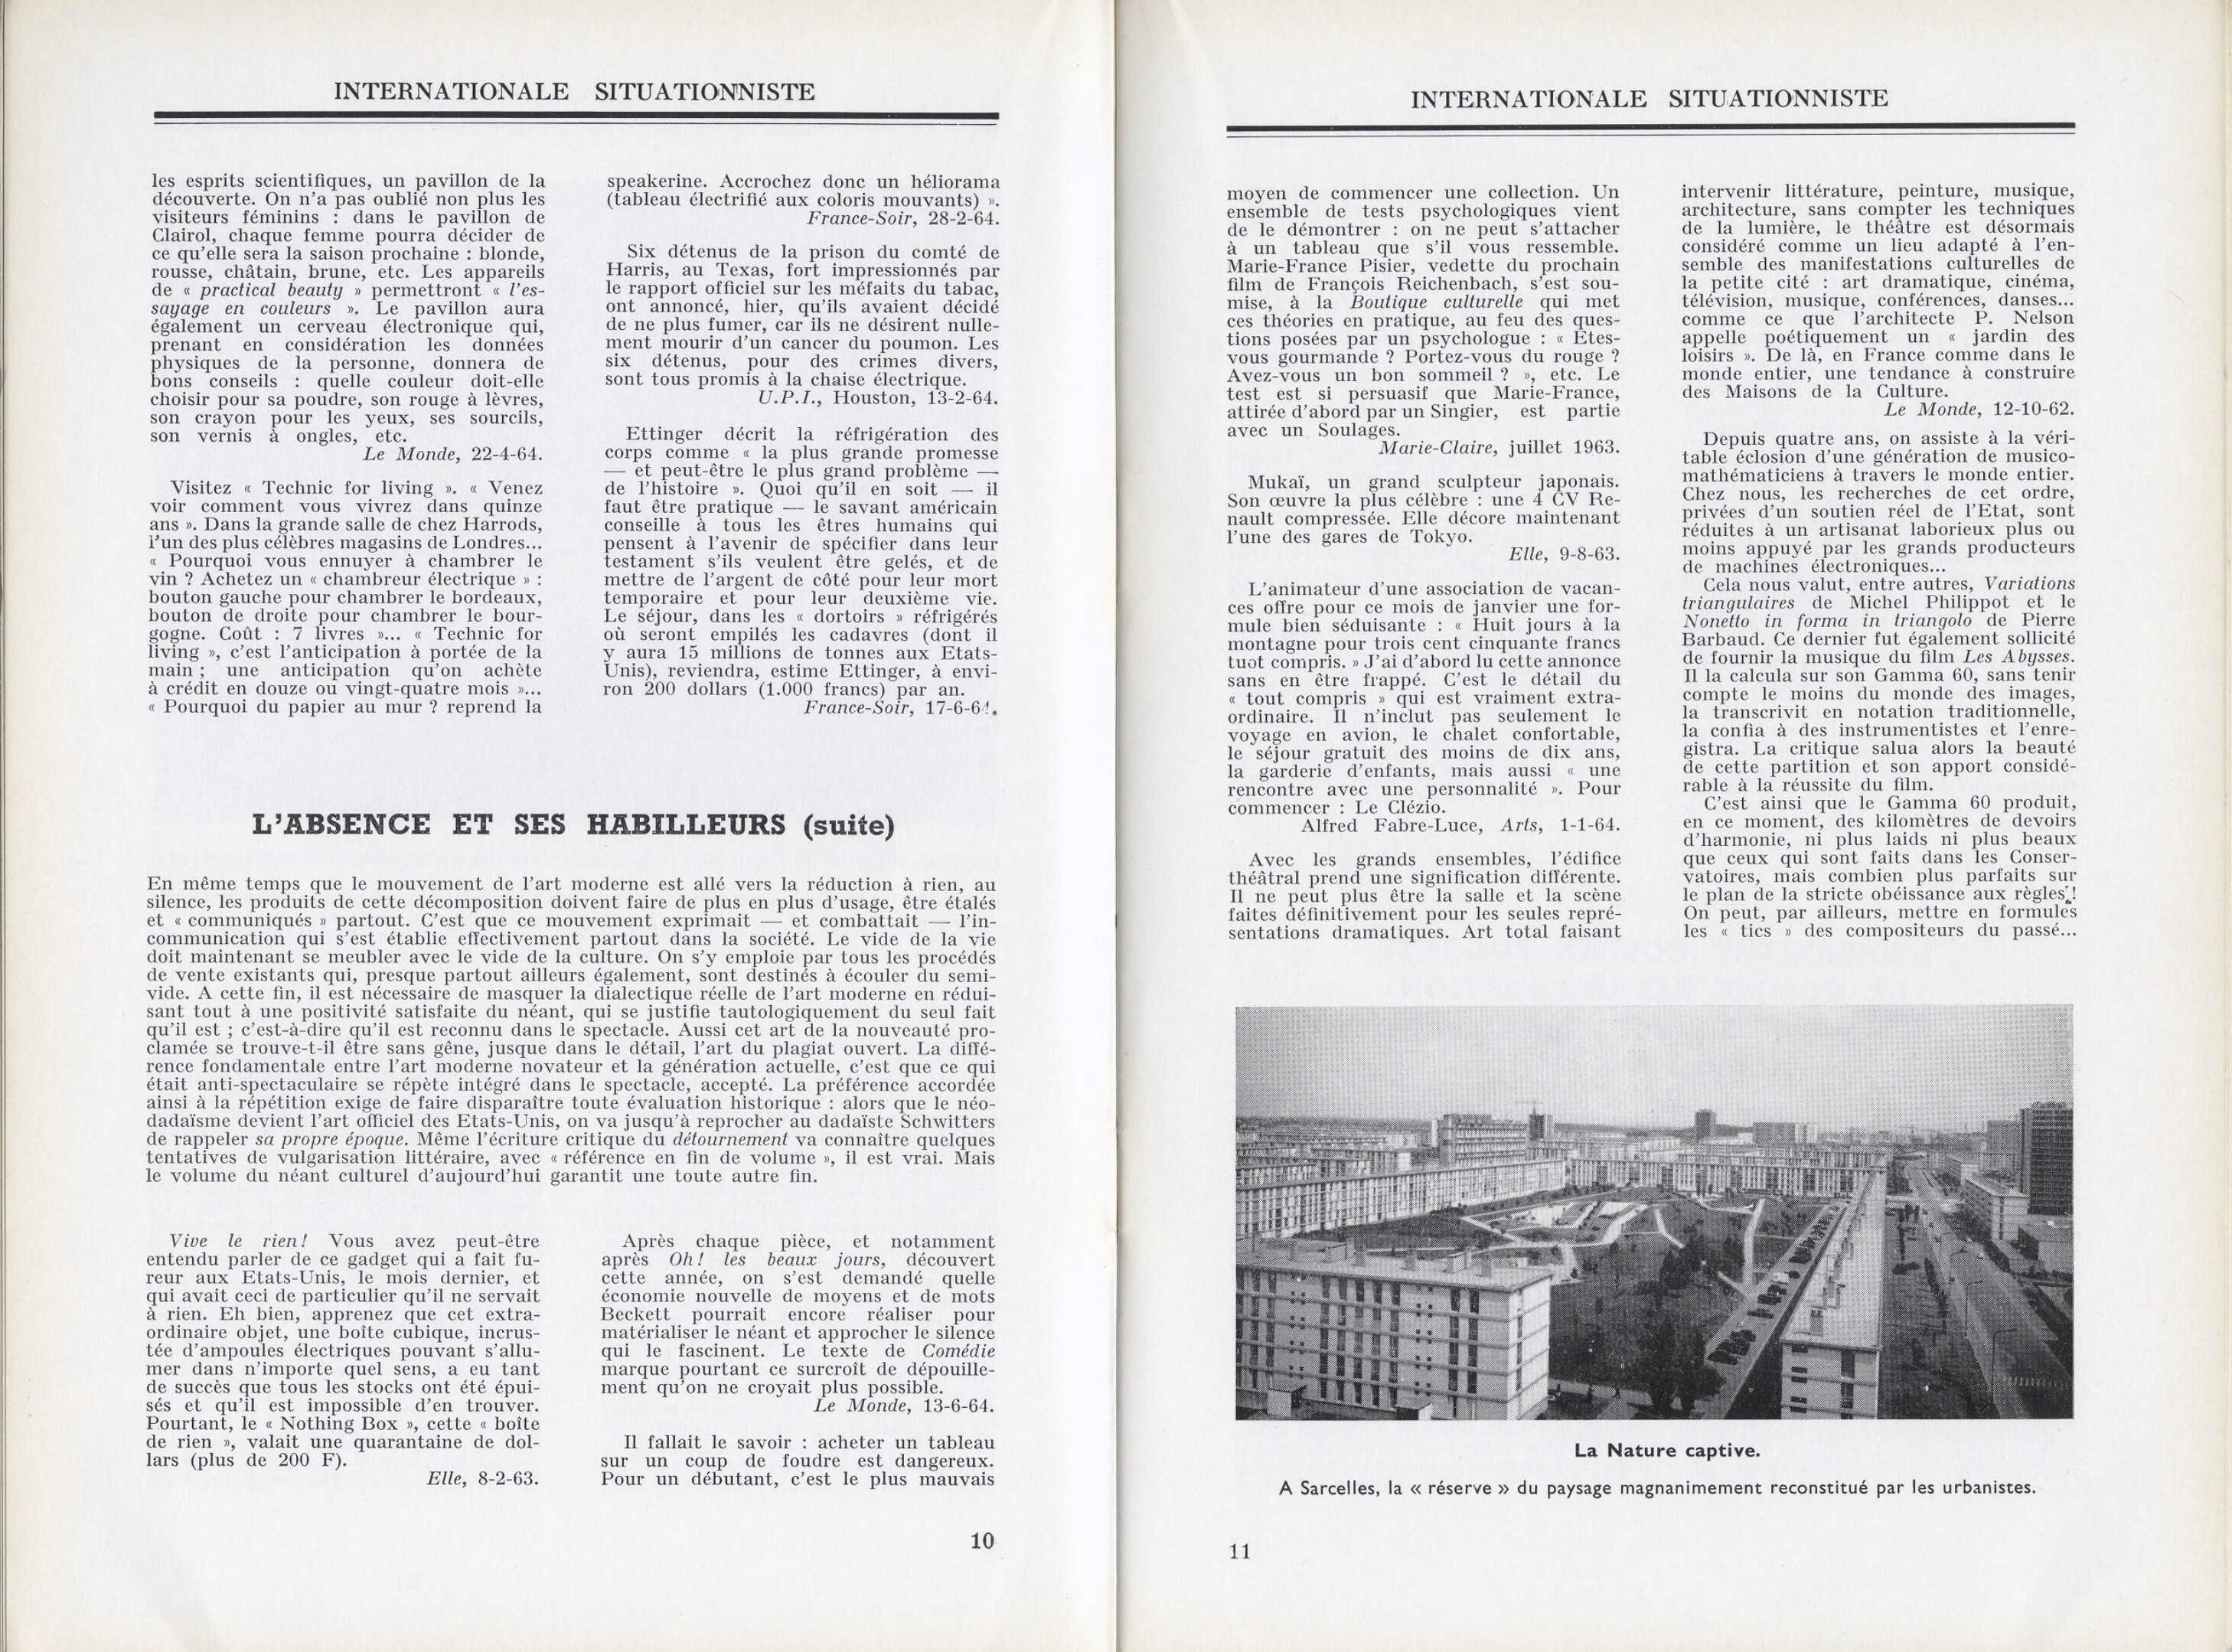 INTERNATIONALE SITUATIONNISTE
les esprits scientifiques, un pavillon de la
découverte. On n'a pas oublié non plus les
visiteurs féminins : dans le pavillon de
Clairol, chaque femme pourra décider de
ce qu'elle sera la saison prochaine : blonde,
rousse, châtain, brune, etc. Les appareils
de « practical beauty » permettront « l'es-
sayage en couleurs ». Le pavillon aura
également un cerveau électronique qui,
prenant en considération les données
physiques de la personne, donnera de
bons conseils : quelle couleur doit-elle
choisir pour sa poudre, son rouge à lèvres,
son crayon pour les yeux, ses sourcils,
son vernis à ongles, etc.
Le Monde, 22-4-64.
Visitez « Technic for living ». « Venez
voir comment vous vivrez dans quinze
ans ». Dans la grande salle de chez Harrods,
l'un des plus célèbres magasins de Londres...
« Pourquoi vous ennuyer à chambrer le
vin ? Achetez un « chambreur électrique » :
bouton gauche pour chambrer le bordeaux,
bouton de droite pour chambrer le bour-
gogne. Coût : 7 livres »... « Technic for
living », c'est l'anticipation à portée de la
main ; une anticipation qu'on achète
à crédit en douze ou vingt-quatre mois »...
« Pourquoi du papier au mur ? reprend la
speakerine. Accrochez donc un héliorama
(tableau électrifié aux coloris mouvants) ».
France-Soir, 28-2-64.
Six détenus de la prison du comté de
Harris, au Texas, fort impressionnés par
le rapport officiel sur les méfaits du tabac,
ont annoncé, hier, qu'ils avaient décidé
de ne plus fumer, car ils ne désirent nulle-
ment mourir d'un cancer du poumon. Les
six détenus, pour des crimes divers,
sont tous promis à la chaise électrique.
U.P.I., Houston, 13-2-64.
Ettinger décrit la réfrigération des
corps comme « la plus grande promesse
— et peut-être le plus grand problème —
de l'histoire ». Quoi qu'il en soit — il
faut être pratique — le savant américain
conseille à tous les êtres humains qui
pensent à l'avenir de spécifier dans leur
testament s'ils veulent être gelés, et de
mettre de l'argent de côté pour leur mort
temporaire et pour leur deuxième vie.
Le séjour, dans les « dortoirs » réfrigérés
où seront empilés les cadavres (dont il
y aura 15 millions de tonnes aux Etats-
Unis), reviendra, estime Ettinger, à envi-
ron 200 dollars (1.000 francs) par an.
France-Soir, 17-6-64.
L'ABSENCE ET SES HABILLEURS (suite)
En même temps que le mouvement de l'art moderne est allé vers la réduction à rien, au
silence, les produits de cette décomposition doivent faire de plus en plus d'usage, être étalés
et « communiqués » partout. C'est que ce mouvement exprimait — et combattait — l'in-
communication qui s'est établie effectivement partout dans la société. Le vide de la vie
doit maintenant se meubler avec le vide de la culture. On s'y emploie par tous les procédés
de vente existants qui, presque partout ailleurs également, sont destinés à écouler du semi-
vide. A cette fin, il est nécessaire de masquer la dialectique réelle de l'art moderne en rédui-
sant tout à une positivité satisfaite du néant, qui se justifie tautologiquement du seul fait
qu'il est ; c'est-à-dire qu'il est reconnu dans le spectacle. Aussi cet art de la nouveauté pro-
clamée se trouve-t-il être sans gêne, jusque dans le détail, l'art du plagiat ouvert. La diffé-
rence fondamentale entre l'art moderne novateur et la génération actuelle, c'est que ce qui
était anti-spectaculaire se répète intégré dans le spectacle, accepté. La préférence accordée
ainsi à la répétition exige de faire disparaître toute évaluation historique : alors que le néo-
dadaïsme devient l'art officiel des Etats-Unis, on va jusqu'à reprocher au dadaïste Schwitters
de rappeler sa propre époque. Même l'écriture critique du détournement va connaître quelques
tentatives de vulgarisation littéraire, avec « référence en fin de volume », il est vrai. Mais
le volume du néant culturel d'aujourd'hui garantit une toute autre fin.
Vive le rien! Vous avez peut-être
entendu parler de ce gadget qui a fait fu-
reur aux Etats-Unis, le mois dernier, et
qui avait ceci de particulier qu'il ne servait
à rien. Eh bien, apprenez que cet extra-
ordinaire objet, une boîte cubique, incrus-
tée d'ampoules électriques pouvant s'allu-
mer dans n'importe quel sens, a eu tant
de succès que tous les stocks ont été épui-
sés et qu'il est impossible d'en trouver.
Pourtant, le « Nothing Box », cette « boîte
de rien », valait une quarantaine de dol-
lars (plus de 200 F).
Elle, 8-2-63.
Après chaque pièce, et notamment
après Oh! les beaux jours, découvert
cette année, on s'est demandé quelle
économie nouvelle de moyens et de mots
Beckett pourrait encore réaliser pour
matérialiser le néant et approcher le silence
qui le fascinent. Le texte de Comédie
marque pourtant ce surcroît de dépouille-
ment qu'on ne croyait plus possible.
Le Monde, 13-6-64.
Il fallait le savoir : acheter un tableau
sur un coup de foudre est dangereux.
Pour un débutant, c'est le plus mauvais
10
INTERNATIONALE SITUATIONNISTE
moyen de commencer une collection. Un
ensemble de tests psychologiques vient
de le démontrer : on ne peut s'attacher
à un tableau que s'il vous ressemble.
Marie-France Pisier, vedette du prochain
film de François Reichenbach, s'est sou-
mise, à la Boutique culturelle qui met
ces théories en pratique, au feu des ques-
tions posées par un psychologue : « Etes-
vous gourmande ? Portez-vous du rouge ?
Avez-vous un bon sommeil ? », etc. Le
test est si persuasif que Marie-France,
attirée d'abord par un Singier, est partie
avec un Soulages.
Marie-Claire, juillet 1963.
Mukaï, un grand sculpteur japonais.
Son œuvre la plus célèbre : une 4 CV Re-
nault compressée. Elle décore maintenant
l'une des gares de Tokyo.
Elle, 9-8-63.
L'animateur d'une association de vacan-
ces offre pour ce mois de janvier une for-
mule bien séduisante : « Huit jours à la
montagne pour trois cent cinquante francs
tuot compris. » J'ai d'abord lu cette annonce
sans en être frappé. C'est le détail du
« tout compris » qui est vraiment extra-
ordinaire. Il n'inclut pas seulement le
voyage en avion, le chalet confortable,
le séjour gratuit des moins de dix ans,
la garderie d'enfants, mais aussi « une
rencontre avec une personnalité ». Pour
commencer : Le Clézio.
Alfred Fabre-Luce, Arts, 1-1-64.
Avec les grands ensembles, l'édifice
théâtral prend une signification différente.
Il ne peut plus être la salle et la scène
faites définitivement pour les seules repré-
sentations dramatiques. Art total faisant
intervenir littérature, peinture, musique,
architecture, sans compter les techniques
de la lumière, le théâtre est désormais
considéré comme un lieu adapté à l'en-
semble des manifestations culturelles de
la petite cité : art dramatique, cinéma,
télévision, musique, conférences, danses...
comme ce que l'architecte P. Nelson
appelle poétiquement un « jardin des
loisirs ». De là, en France comme dans le
monde entier, une tendance à construire
des Maisons de la Culture.
Le Monde, 12-10-62.
Depuis quatre ans, on assiste à la véri-
table éclosion d'une génération de musico-
mathématiciens à travers le monde entier.
Chez nous, les recherches de cet ordre,
privées d'un soutien réel de l'Etat, sont
réduites à un artisanat laborieux plus ou
moins appuyé par les grands producteurs
de machines électroniques...
Cela nous valut, entre autres, Variations
triangulaires de Michel Philippot et le
Nonetto in forma in triangolo de Pierre
Barbaud. Ce dernier fut également sollicité
de fournir la musique du film Les Abysses.
Il la calcula sur son Gamma 60, sans tenir
compte le moins du monde des images,
la transcrivit en notation traditionnelle,
la confia à des instrumentistes et l'enre-
gistra. La critique salua alors la beauté
de cette partition et son apport considé-
rable à la réussite du film.
C'est ainsi que le Gamma 60 produit,
en ce moment, des kilomètres de devoirs
d'harmonie, ni plus laids ni plus beaux
que ceux qui sont faits dans les Conser-
vatoires, mais combien plus parfaits sur
le plan de la stricte obéissance aux règles !
On peut, par ailleurs, mettre en formules
les « tics » des compositeurs du passé...
La Nature captive.
A Sarcelles, la « réserve » du paysage magnanimement reconstitué par les urbanistes.
11